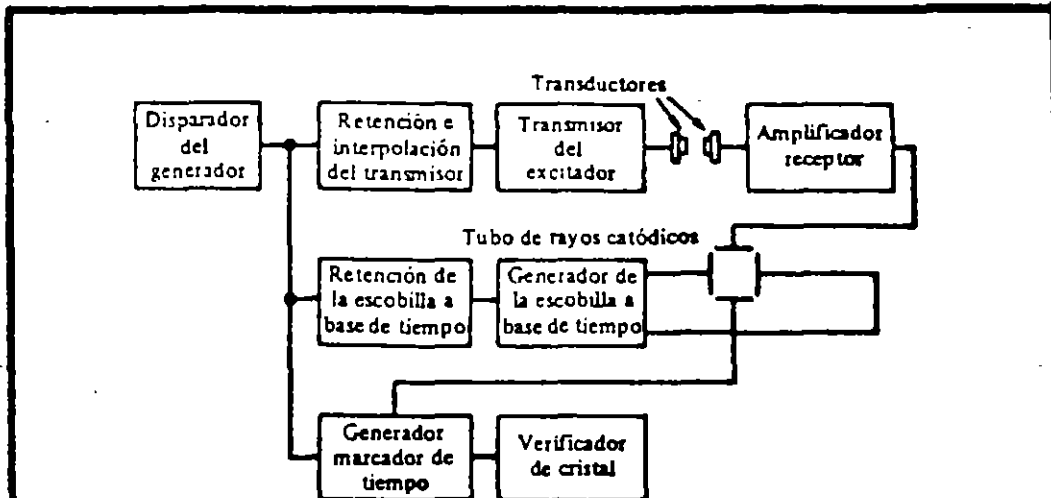 Transductores
Disparador
del
generador
Retención e
interpolación
del transmisor
Transmisor
del
excitador
Amplificador
receptor
Tubo de rayos catódicos
Retención de
la escobilla a
base de tiempo
Generador de
la escobilla a
base de tiempo
Generador
marcador de
tiempo
Verificador
de cristal